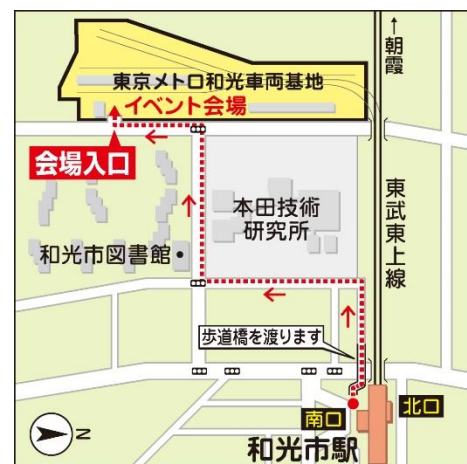 ↑朝霞
東京メトロ和光車両基地
イベント会場
会場入口
本田技術
研究所
東武東上線
和光市図書館
歩道橋を渡ります
南口
北口
和光市駅
N